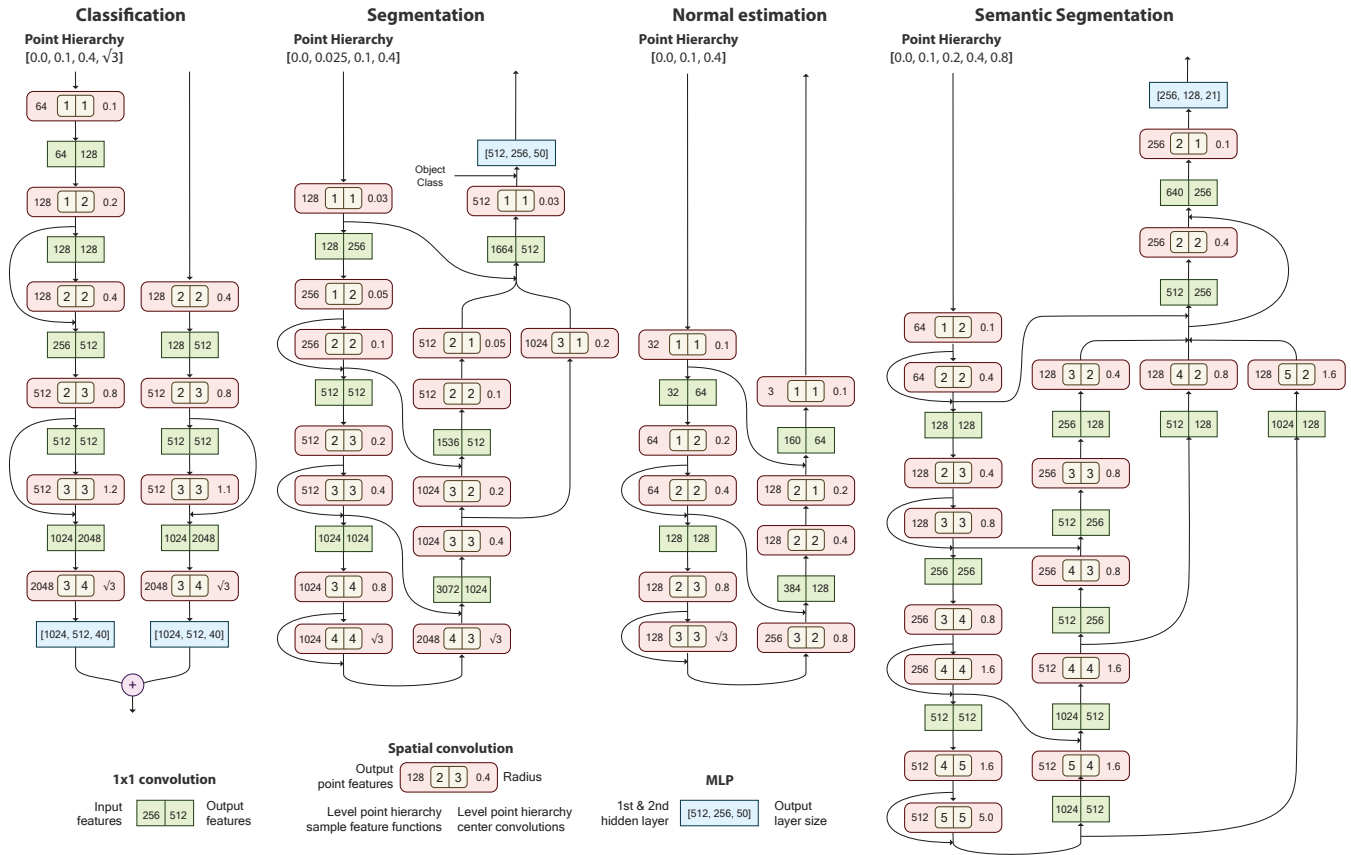 Classification
Point Hierarchy
[0.0, 0.1, 0.4, √3]
64 1 1 0.1
64 128
128 1 2 0.2
128 128
128 2 2 0.4
256 512
512 2 3 0.8
512 512
512 3 3 1.2
1024 2048
2048 3 4 √3
[1024, 512, 40]
128 2 2 0.4
128 512
512 2 3 0.8
512 512
512 3 3 1.1
1024 2048
2048 3 4 √3
[1024, 512, 40]
+
Segmentation
Point Hierarchy
[0.0, 0.025, 0.1, 0.4]
128 1 1 0.03
128 256
256 1 2 0.05
256 2 2 0.1
512 512
512 2 3 0.2
512 3 3 0.4
1024 1024
1024 3 4 0.8
1024 4 4 √3
[512, 256, 50]
Object
Class
512 1 1 0.03
1664 512
512 2 1 0.05
1024 3 1 0.2
512 2 2 0.1
1536 512
1024 3 2 0.2
1024 3 3 0.4
3072 1024
2048 4 3 √3
Normal estimation
Point Hierarchy
[0.0, 0.1, 0.4]
32 1 1 0.1
32 64
64 1 2 0.2
64 2 2 0.4
128 128
128 2 3 0.8
128 3 3 √3
3 1 1 0.1
160 64
128 2 1 0.2
128 2 2 0.4
384 128
256 3 2 0.8
Semantic Segmentation
Point Hierarchy
[0.0, 0.1, 0.2, 0.4, 0.8]
64 1 2 0.1
64 2 2 0.4
128 128
128 2 3 0.4
128 3 3 0.8
256 256
256 3 4 0.8
256 4 4 1.6
512 512
512 4 5 1.6
512 5 5 5.0
[256, 128, 21]
256 2 1 0.1
640 256
256 2 2 0.4
512 256
128 3 2 0.4
128 4 2 0.8
128 5 2 1.6
256 128
512 128
1024 128
256 3 3 0.8
512 256
256 4 3 0.8
512 256
512 4 4 1.6
1024 512
512 5 4 1.6
1024 512
1x1 convolution
Input
features
256 512
Output
features
Spatial convolution
Output
point features
128 2 3 0.4
Radius
Level point hierarchy
sample feature functions
Level point hierarchy
center convolutions
MLP
1st & 2nd
hidden layer
[512, 256, 50]
Output
layer size